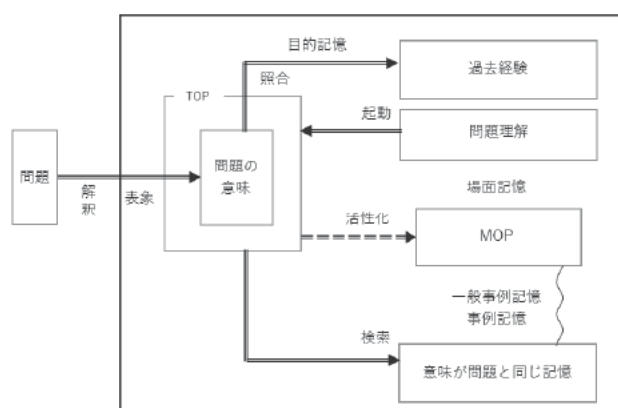 目的記憶
照合
過去経験
TOP
起動
問題理解
問題
問題の
意味
解
釈
表象
場面記憶
活性化
MOP
一般事例記憶
事例記憶
検索
意味が問題と同じ記憶